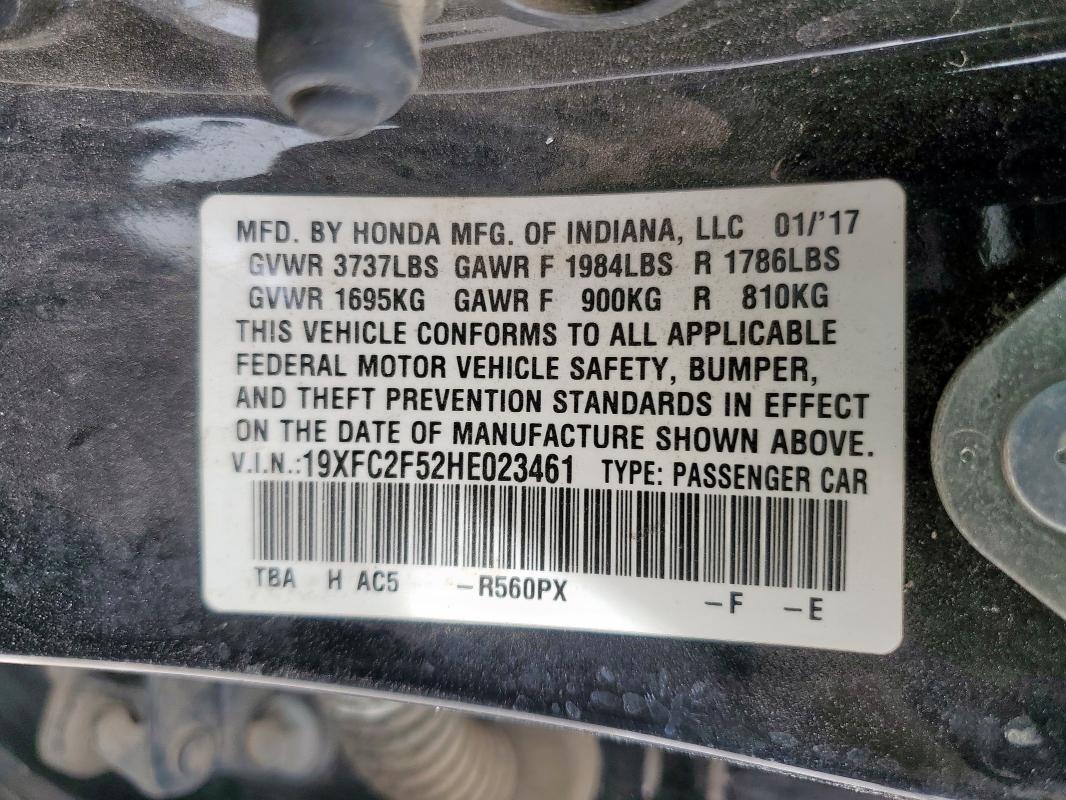 MFD. BY HONDA MFG. OF INDIANA, LLC 01/'17
GVWR 3737LBS GAWR F 1984LBS R 1786LBS
GVWR 1695KG GAWR F 900KG R 810KG
THIS VEHICLE CONFORMS TO ALL APPLICABLE
FEDERAL MOTOR VEHICLE SAFETY, BUMPER,
AND THEFT PREVENTION STANDARDS IN EFFECT
ON THE DATE OF MANUFACTURE SHOWN ABOVE.
V.I.N.:19XFC2F52HE023461 TYPE: PASSENGER CAR
TBA H AC5 -R560PX -F -E